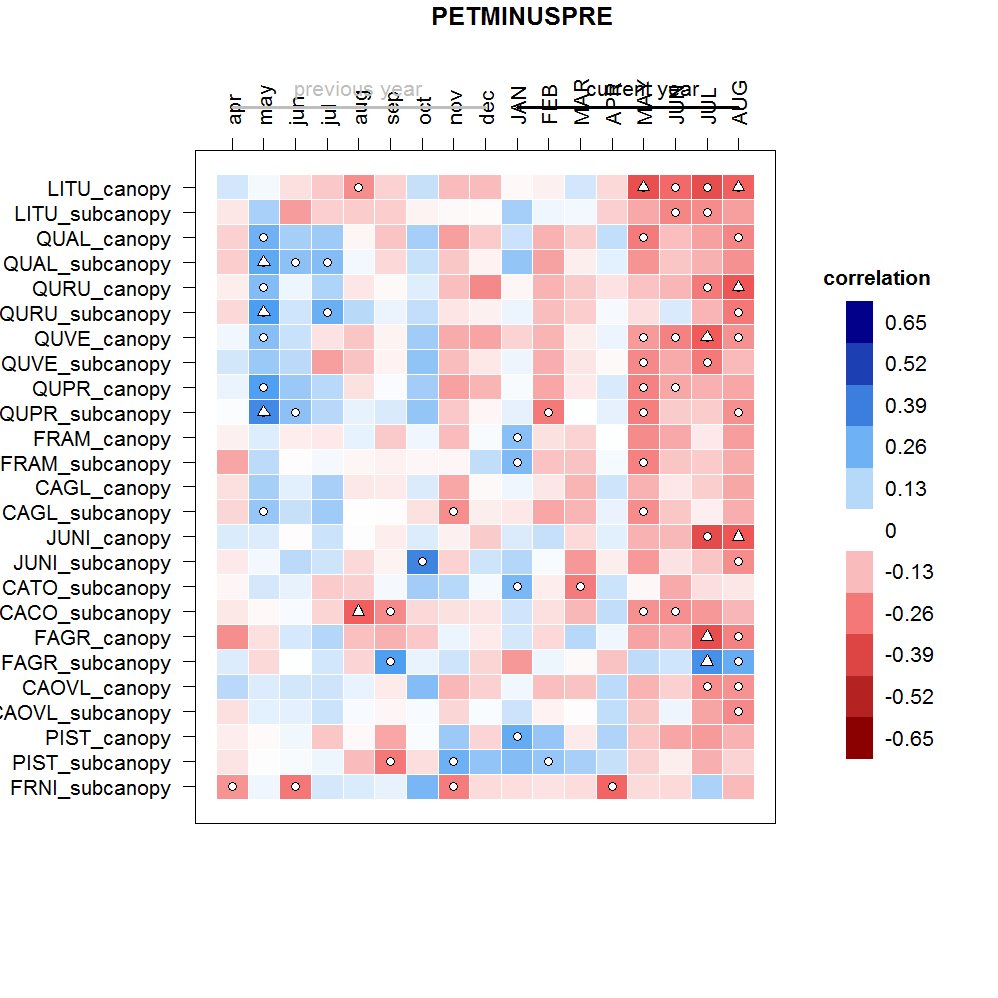 PETMINUSPRE
previous year
current year
apr
may
jun
jul
aug
sep
oct
nov
dec
JAN
FEB
MAR
APR
MAY
JUN
JUL
AUG
LITU_canopy
LITU_subcanopy
QUAL_canopy
QUAL_subcanopy
QURU_canopy
QURU_subcanopy
QUVE_canopy
QUVE_subcanopy
QUPR_canopy
QUPR_subcanopy
FRAM_canopy
FRAM_subcanopy
CAGL_canopy
CAGL_subcanopy
JUNI_canopy
JUNI_subcanopy
CATO_subcanopy
CACO_subcanopy
FAGR_canopy
FAGR_subcanopy
CAOVL_canopy
CAOVL_subcanopy
PIST_canopy
PIST_subcanopy
FRNI_subcanopy
correlation
0.65
0.52
0.39
0.26
0.13
0
-0.13
-0.26
-0.39
-0.52
-0.65